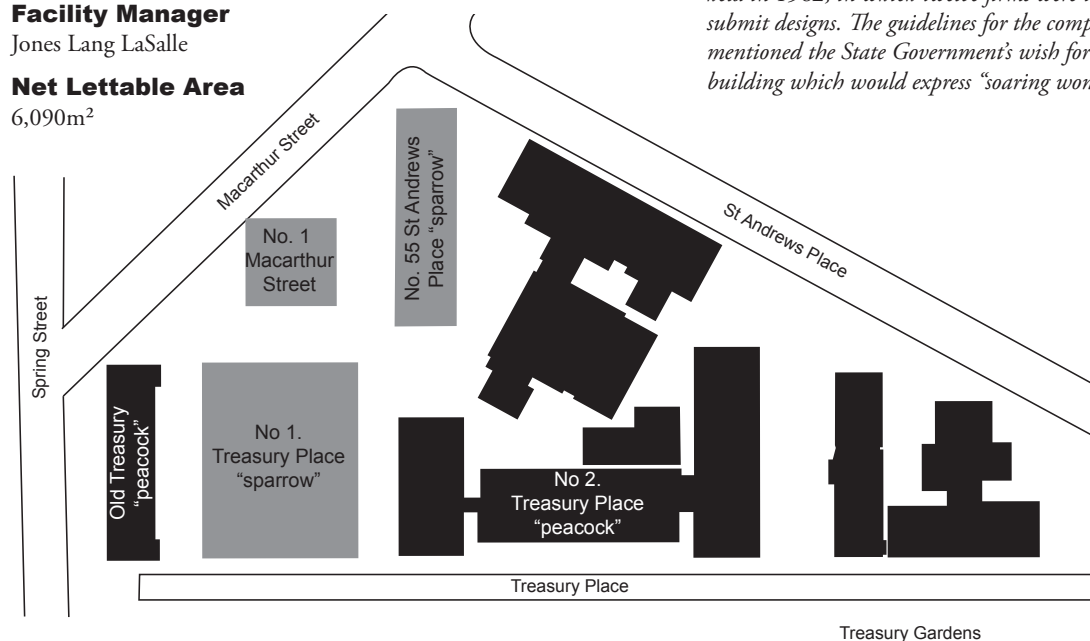 Facility Manager
Jones Lang LaSalle
Net Lettable Area
6,090m²
submit designs. The guidelines for the comp
mentioned the State Government's wish for
building which would express “soaring
Macarthur Street
St Andrews Place
No. 55 St Andrews
Place “sparrow”
No. 1
Macarthur
Street
Spring Street
Old Treasury
“peacock”
No 1.
Treasury Place
“sparrow”
No 2.
Treasury Place
“peacock”
Treasury Place
Treasury Gardens